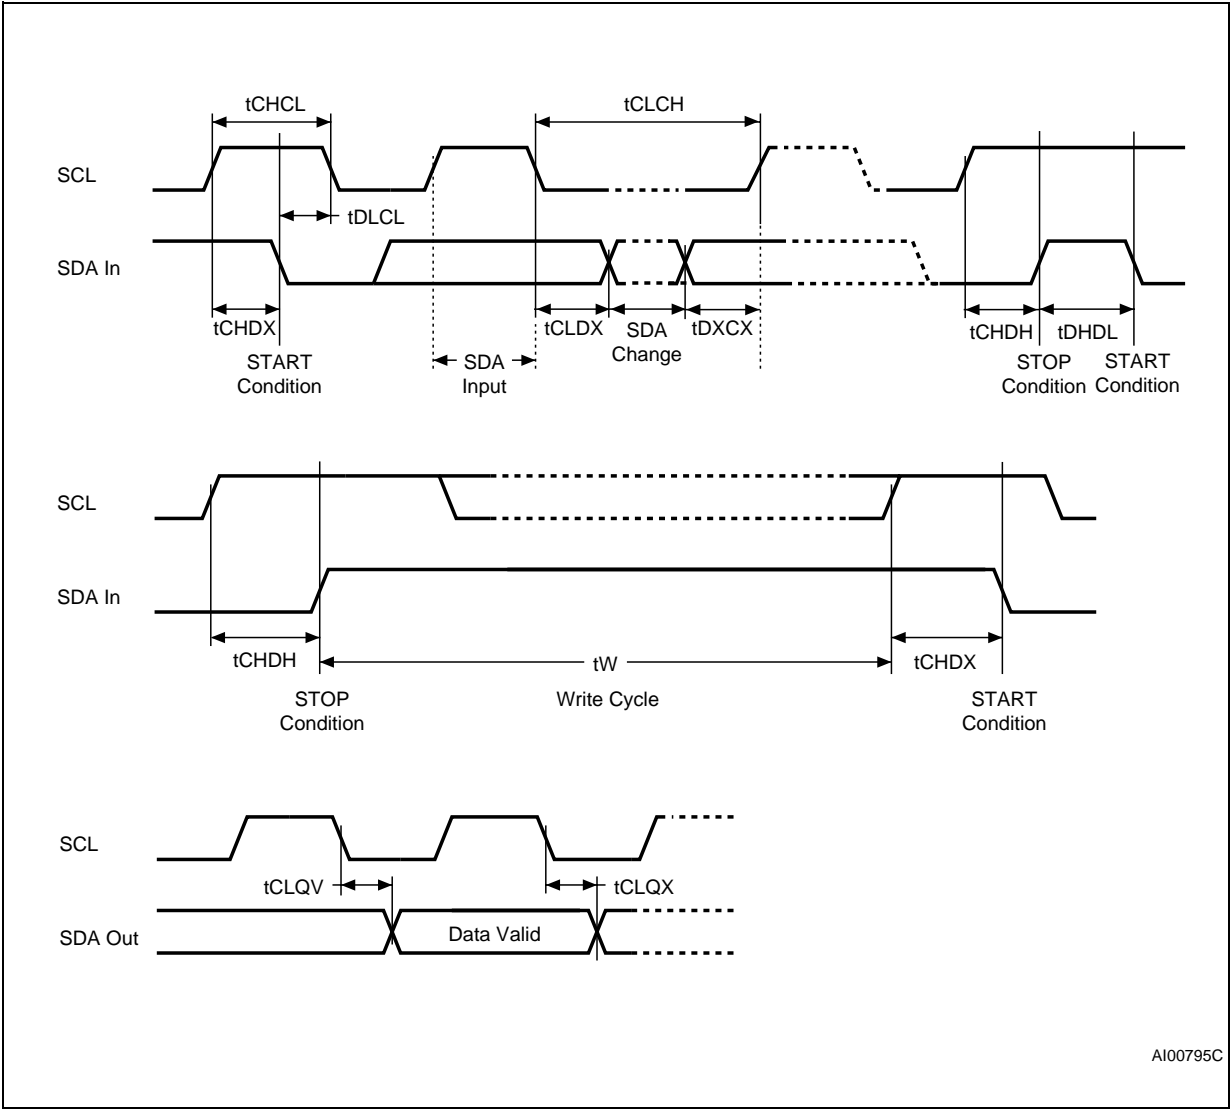 tCHCL
tCLCH
SCL
tDLCL
SDA In
tCHDX
tCLDX
SDA
Change
tDXCX
tCHDH
tDHDL
START
Condition
SDA
Input
STOP
Condition
START
Condition
SCL
SDA In
tCHDH
tW
tCHDX
STOP
Condition
Write Cycle
START
Condition
SCL
tCLQV
tCLQX
SDA Out
Data Valid
AI00795C